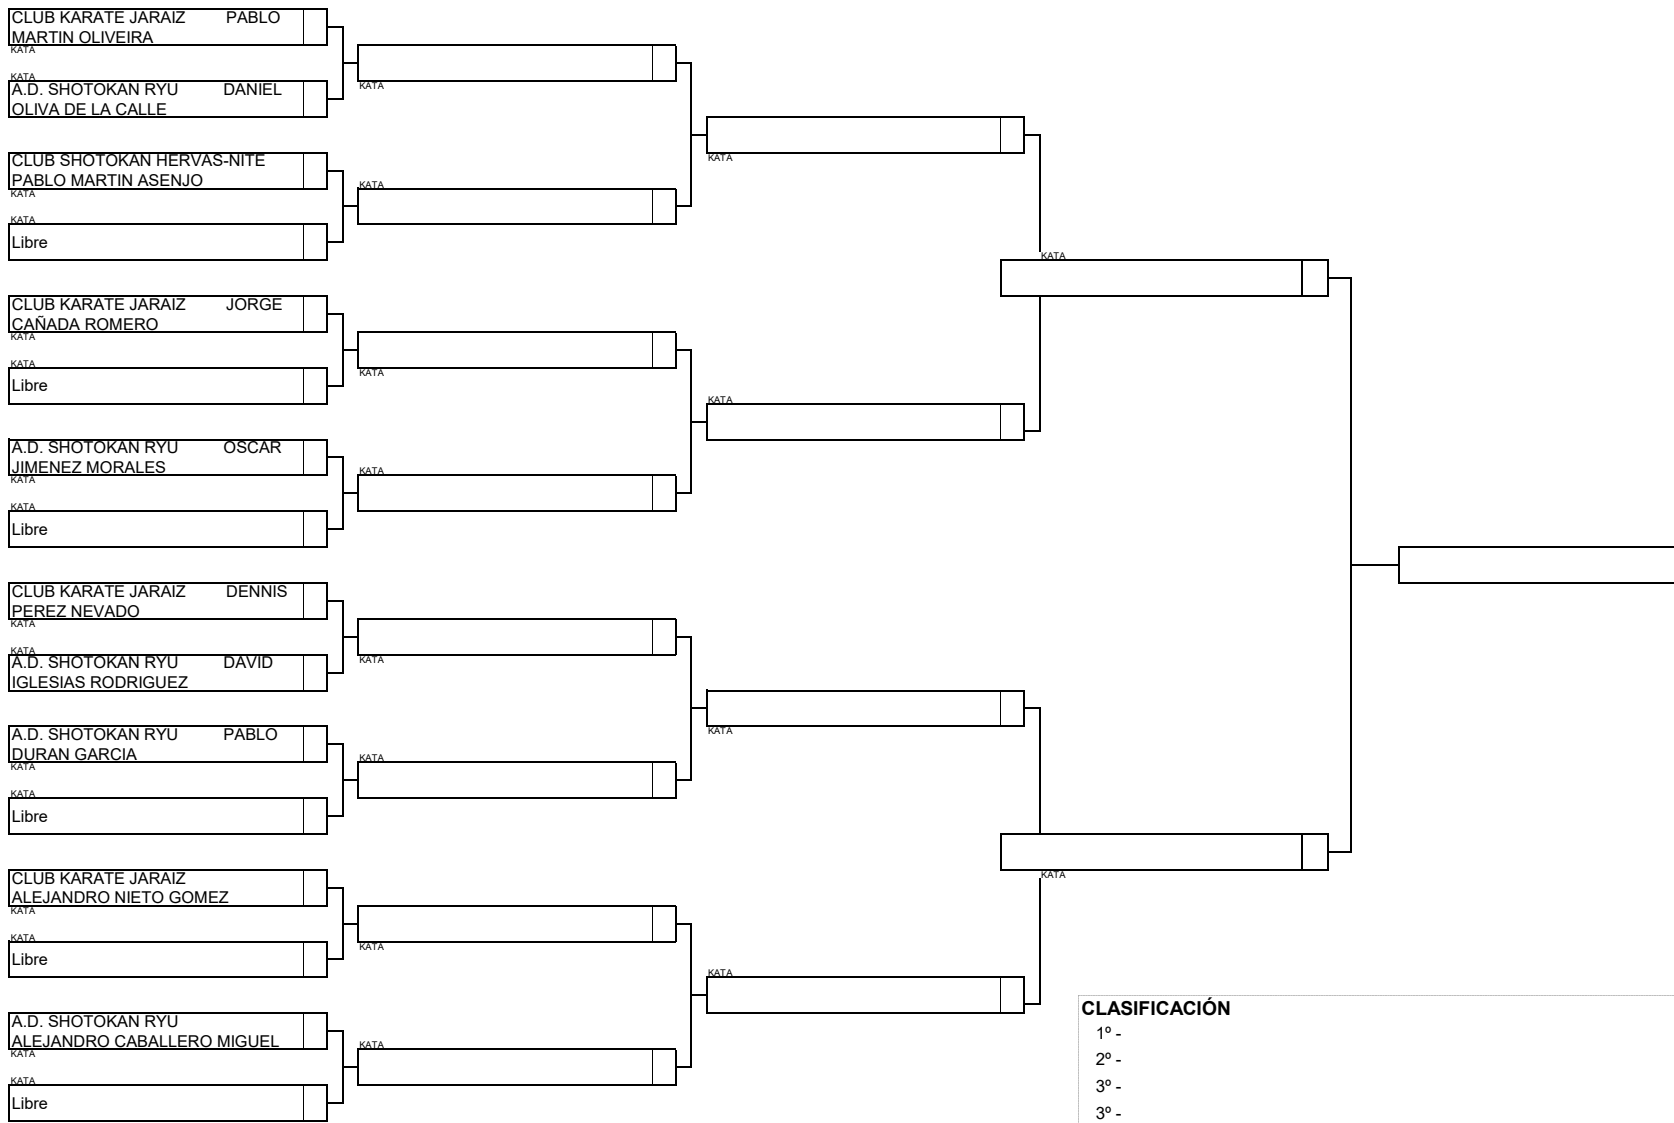 CLUB KARATE JARAIZ PABLO
MARTIN OLIVEIRA
KATA
KATA
A.D. SHOTOKAN RYU DANIEL
OLIVA DE LA CALLE
CLUB SHOTOKAN HERVAS-NITE
PABLO MARTIN ASENJO
KATA
KATA
Libre
CLUB KARATE JARAIZ JORGE
CAÑADA ROMERO
KATA
KATA
Libre
A.D. SHOTOKAN RYU OSCAR
JIMENEZ MORALES
KATA
KATA
Libre
CLUB KARATE JARAIZ DENNIS
PEREZ NEVADO
KATA
KATA
A.D. SHOTOKAN RYU DAVID
IGLESIAS RODRIGUEZ
A.D. SHOTOKAN RYU PABLO
DURAN GARCIA
KATA
KATA
Libre
CLUB KARATE JARAIZ
ALEJANDRO NIETO GOMEZ
KATA
KATA
Libre
A.D. SHOTOKAN RYU
ALEJANDRO CABALLERO MIGUEL
KATA
KATA
Libre
KATA
KATA
KATA
KATA
KATA
KATA
KATA
KATA
KATA
KATA
KATA
KATA
KATA
KATA
CLASIFICACIÓN
1º -
2º -
3º -
3º -